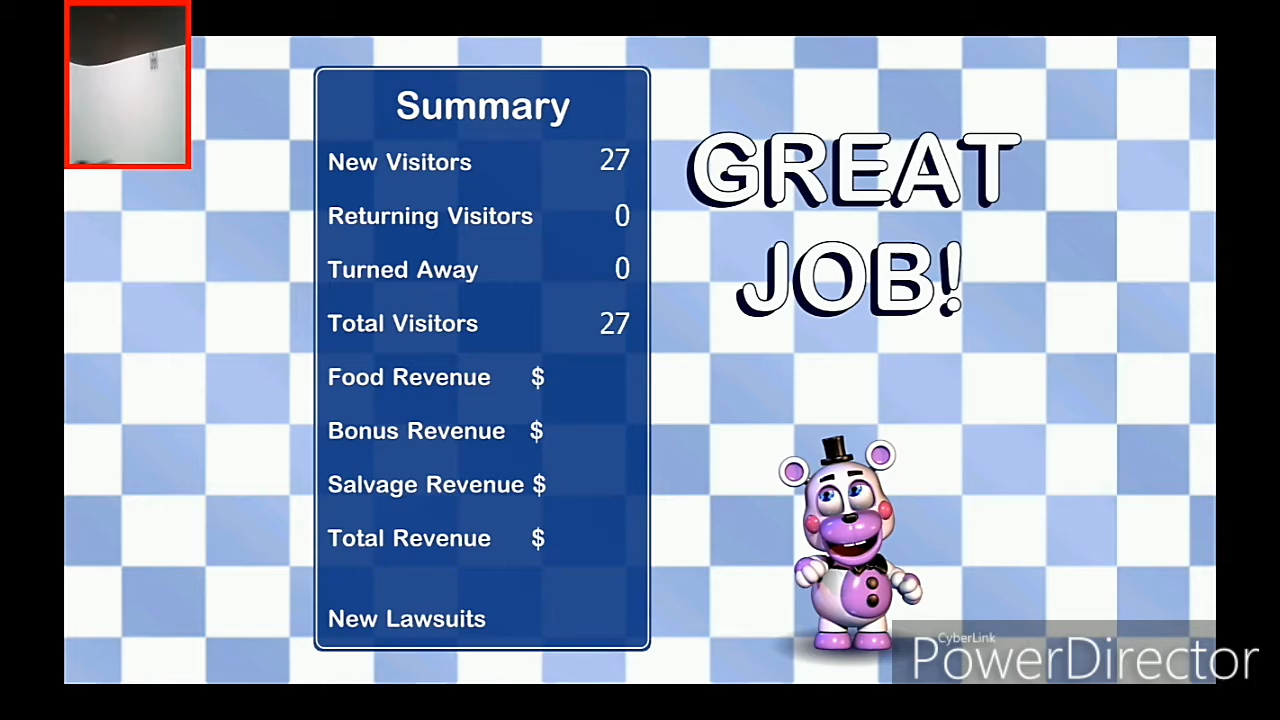 Summary
New Visitors 27
Returning Visitors 0
Turned Away 0
Total Visitors 27
Food Revenue $
Bonus Revenue $
Salvage Revenue $
Total Revenue $
New Lawsuits
GREAT
JOB!
CyberLink
PowerDirector